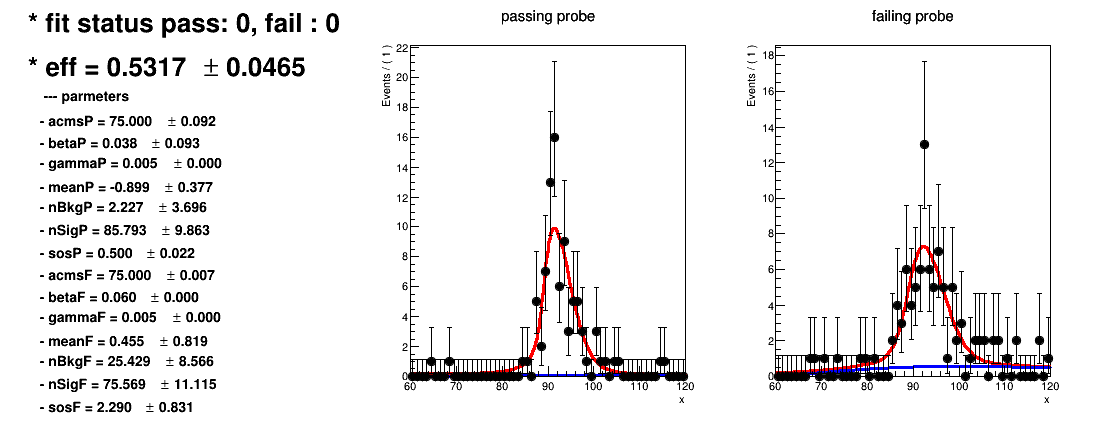 * fit status pass: 0, fail : 0
* eff = 0.5317 ± 0.0465
--- parmeters
- acmsP = 75.000 ± 0.092
- betaP = 0.038 ± 0.093
- gammaP = 0.005 ± 0.000
- meanP = -0.899 ± 0.377
- nBkgP = 2.227 ± 3.696
- nSigP = 85.793 ± 9.863
- sosP = 0.500 ± 0.022
- acmsF = 75.000 ± 0.007
- betaF = 0.060 ± 0.000
- gammaF = 0.005 ± 0.000
- meanF = 0.455 ± 0.819
- nBkgF = 25.429 ± 8.566
- nSigF = 75.569 ± 11.115
- sosF = 2.290 ± 0.831
passing probe
Events / ( 1 )
22
20
18
16
14
12
10
8
6
4
2
0
60 70 80 90 100 110 120
x
failing probe
Events / ( 1 )
18
16
14
12
10
8
6
4
2
0
60 70 80 90 100 110 120
x